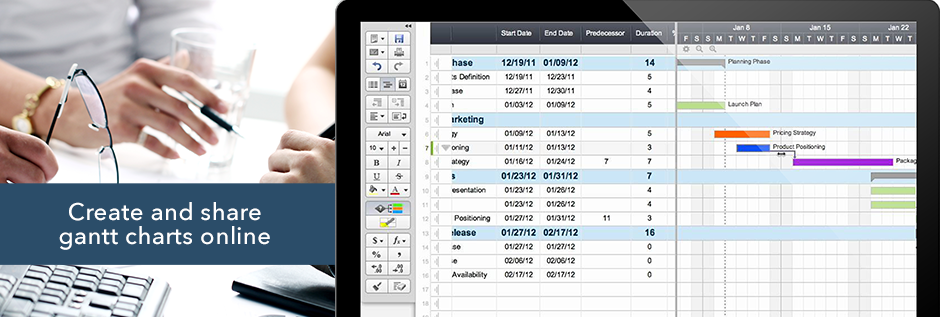 Create and share
gantt charts online
Arial
10
B I
U S
A
$ fx
% ,
Start Date End Date Predecessor Duration
Jan 8 Jan 15 Jan 22
F S S M T W T F S S M T W T F S S M T W T
1 hase 12/19/11 01/09/12 14 Planning Phase
2 ts Definition 12/19/11 12/23/11 5
3 ase 12/27/11 12/30/11 4
4 n 01/03/12 01/09/12 5 Launch Plan
5 arketing
6 gy 01/09/12 01/13/12 5 Pricing Strategy
7 oning 01/11/12 01/13/12 3 Product Positioning
8 ategy 01/16/12 01/24/12 7 7 Packag
9 s 01/23/12 01/31/12 7
10 esentation 01/23/12 01/26/12 4
11 01/23/12 01/26/12 4
12 Positioning 01/27/12 01/31/12 11 3
13 elease 01/27/12 02/17/12 16
14 ase 01/27/12 01/27/12 0
15 se 02/06/12 02/06/12 0
16 Availability 02/17/12 02/17/12 0
17
18